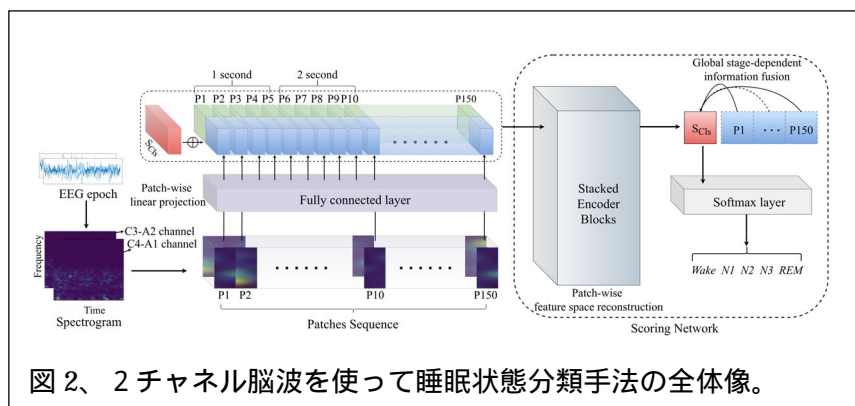 1 second 2 second
P1 P2 P3 P4 P5 P6 P7 P8 P9 P10 P150
SCls
EEG epoch
Patch-wise
linear projection
Fully connected layer
C3-A2 channel
C4-A1 channel
Frequency
Time
Spectrogram
P1 P2 P10 P150
Patches Sequence
Stacked
Encoder
Blocks
Patch-wise
feature space reconstruction
Global stage-dependent
information fusion
SCls P1 P150
Softmax layer
Wake N1 N2 N3 REM
Scoring Network
図 2、 2 チャネル脳波を使って睡眠状態分類手法の全体像。